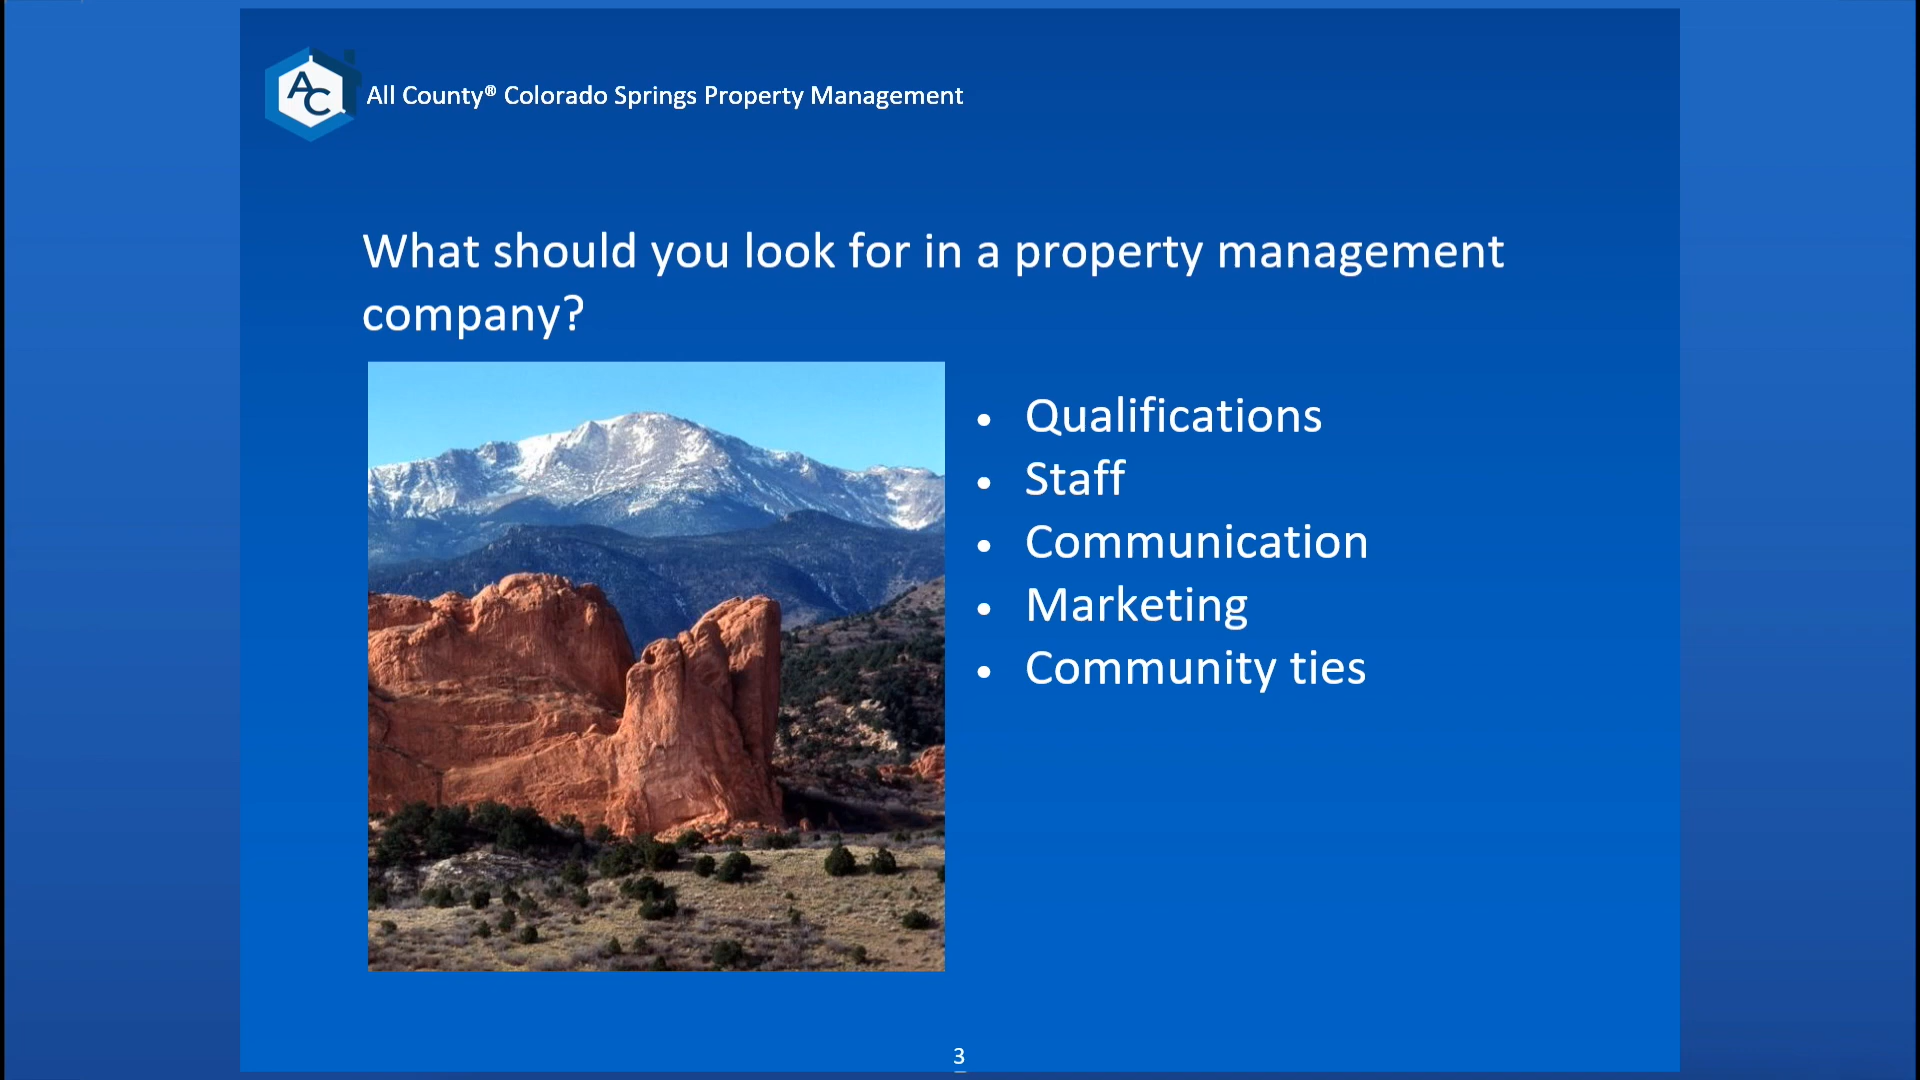 AC
All County® Colorado Springs Property Management
What should you look for in a property management
company?
• Qualifications
• Staff
• Communication
• Marketing
• Community ties
3